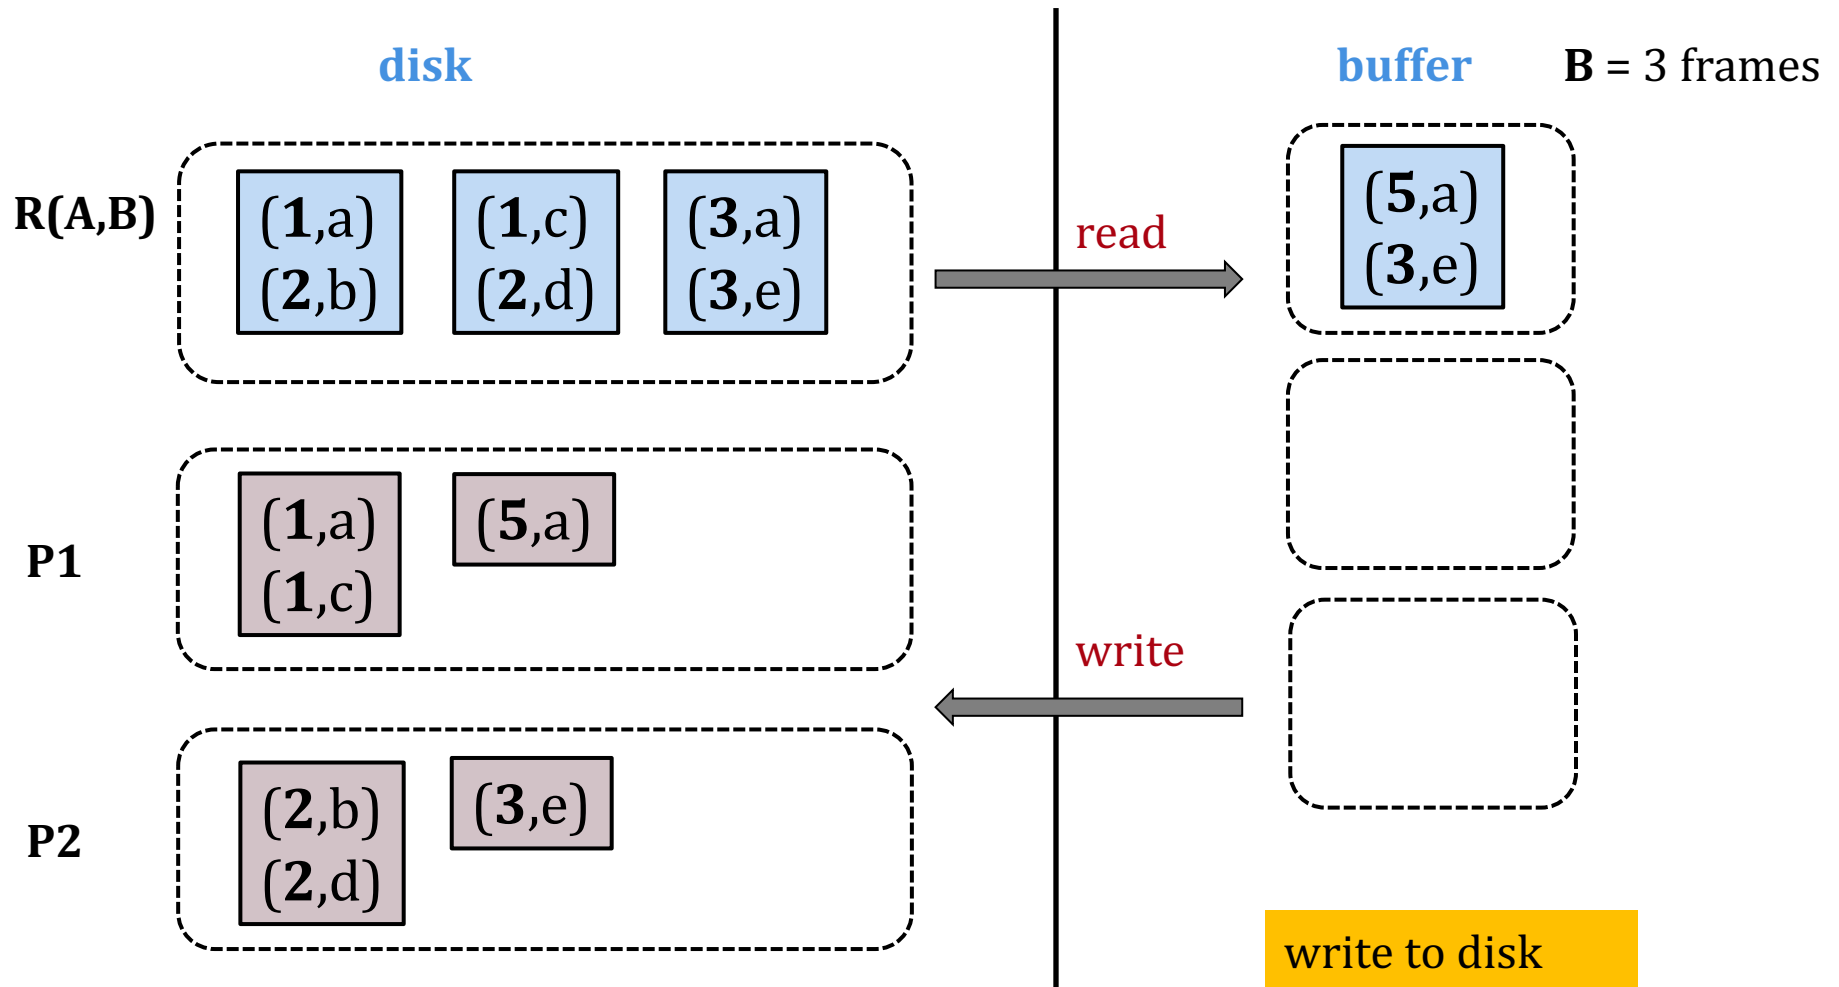 disk
buffer
B = 3 frames
R(A,B)
(1,a)
(2,b)
(1,c)
(2,d)
(3,a)
(3,e)
read
(5,a)
(3,e)
P1
(1,a)
(1,c)
(5,a)
write
P2
(2,b)
(2,d)
(3,e)
write to disk